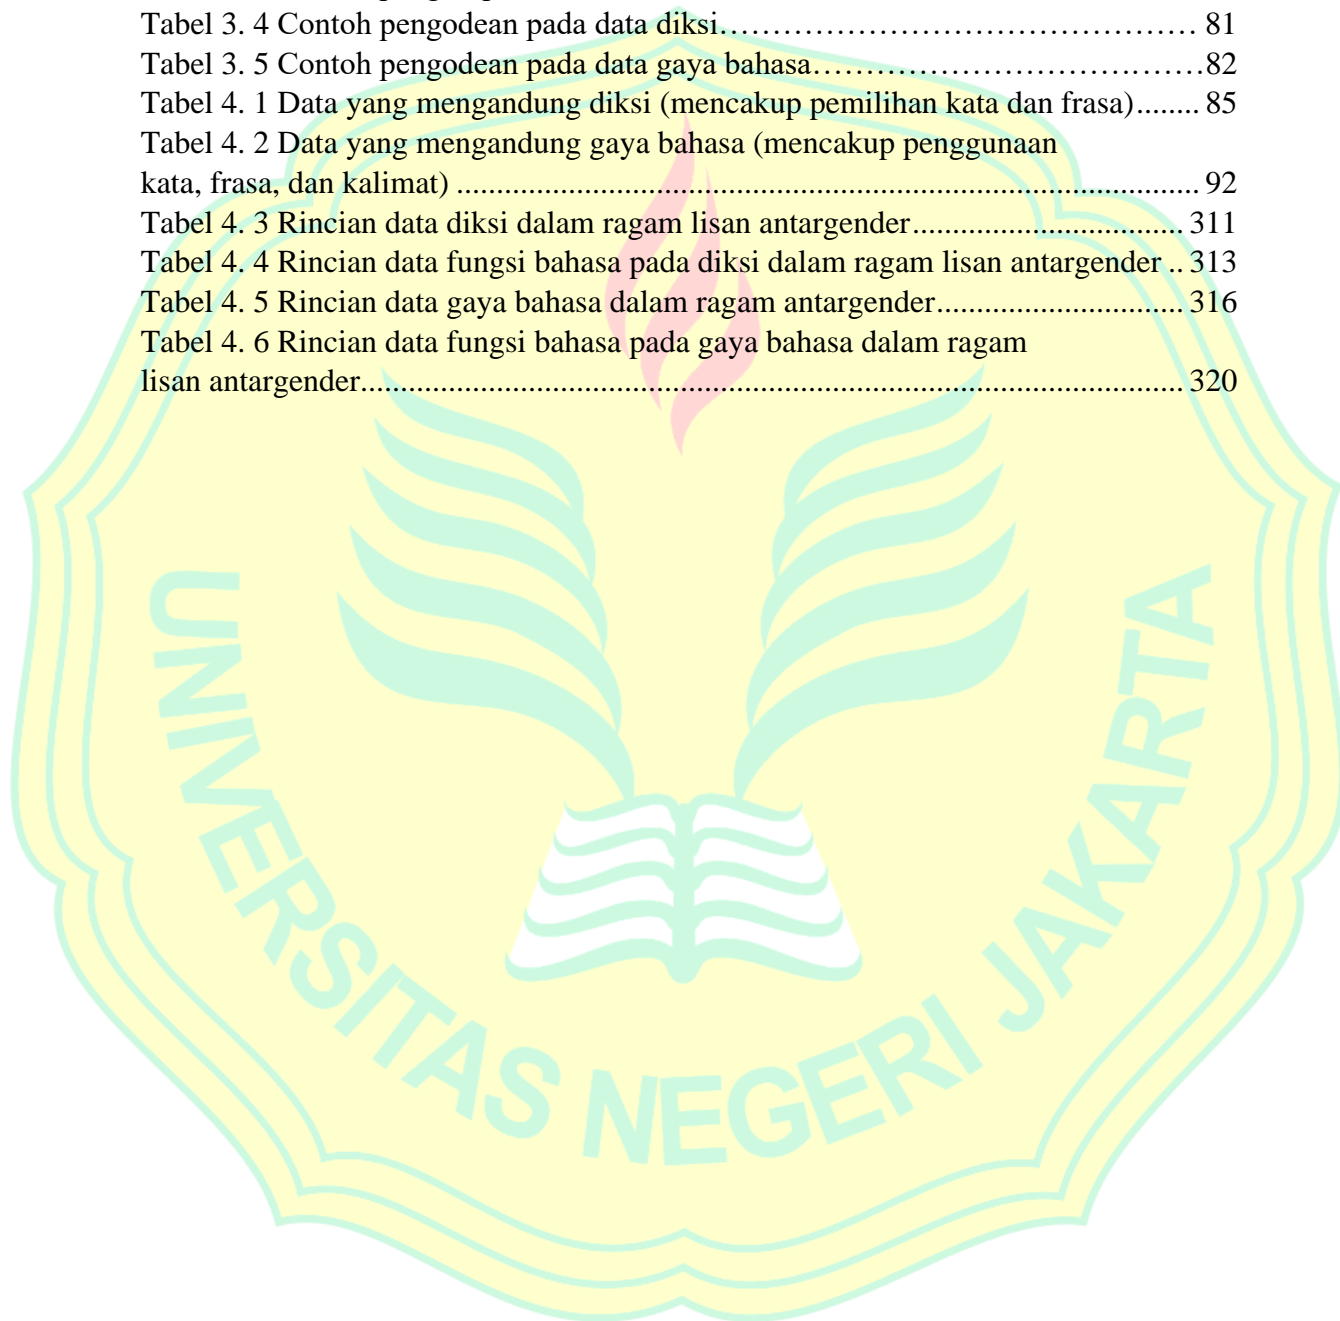 Tabel 3. 4 Contoh pengodean pada data diksi…………………………………………. 81
Tabel 3. 5 Contoh pengodean pada data gaya bahasa…………………………………82
Tabel 4. 1 Data yang mengandung diksi (mencakup pemilihan kata dan frasa)........ 85
Tabel 4. 2 Data yang mengandung gaya bahasa (mencakup penggunaan
kata, frasa, dan kalimat) ................................................................................................ 92
Tabel 4. 3 Rincian data diksi dalam ragam lisan antargender................................... 311
Tabel 4. 4 Rincian data fungsi bahasa pada diksi dalam ragam lisan antargender .. 313
Tabel 4. 5 Rincian data gaya bahasa dalam ragam antargender................................ 316
Tabel 4. 6 Rincian data fungsi bahasa pada gaya bahasa dalam ragam
lisan antargender.......................................................................................................... 320
UNIVERSITAS NEGERI JAKARTA